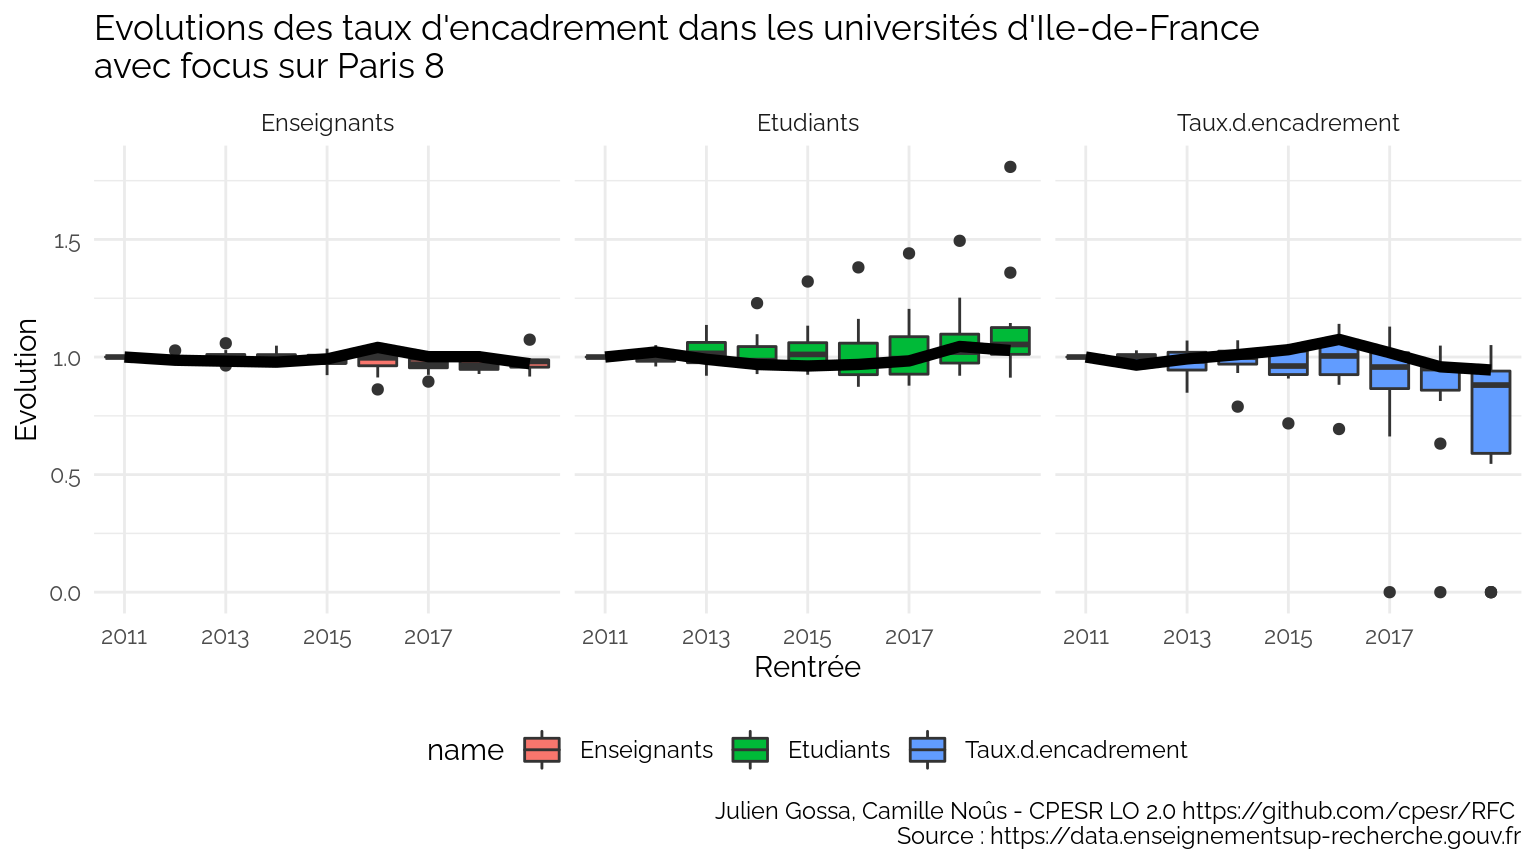 Evolutions des taux d'encadrement dans les universités d'Ile-de-France
avec focus sur Paris 8
Enseignants
Etudiants
Taux.d.encadrement
Evolution
1.5
1.0
0.5
0.0
2011 2013 2015 2017
2011 2013 2015 2017
2011 2013 2015 2017
Rentrée
name Enseignants Etudiants Taux.d.encadrement
Julien Gossa, Camille Noûs - CPESR LO 2.0 https://github.com/cpesr/RFC
Source : https://data.enseignementsup-recherche.gouv.fr